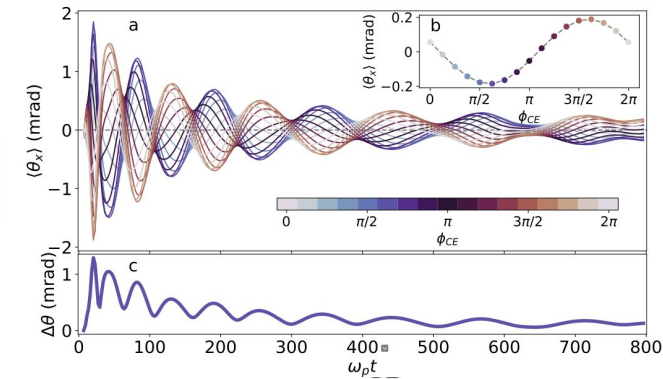 a
b
c
2
1
0
−1
−2
⟨θx⟩ (mrad)
0.2
0
−0.2
⟨θx⟩ (mrad)
0 π/2 π 3π/2 2π
ϕCE
0 π/2 π 3π/2 2π
ϕCE
1
0
Δθ (mrad)
0 100 200 300 400 500 600 700 800
ωpt